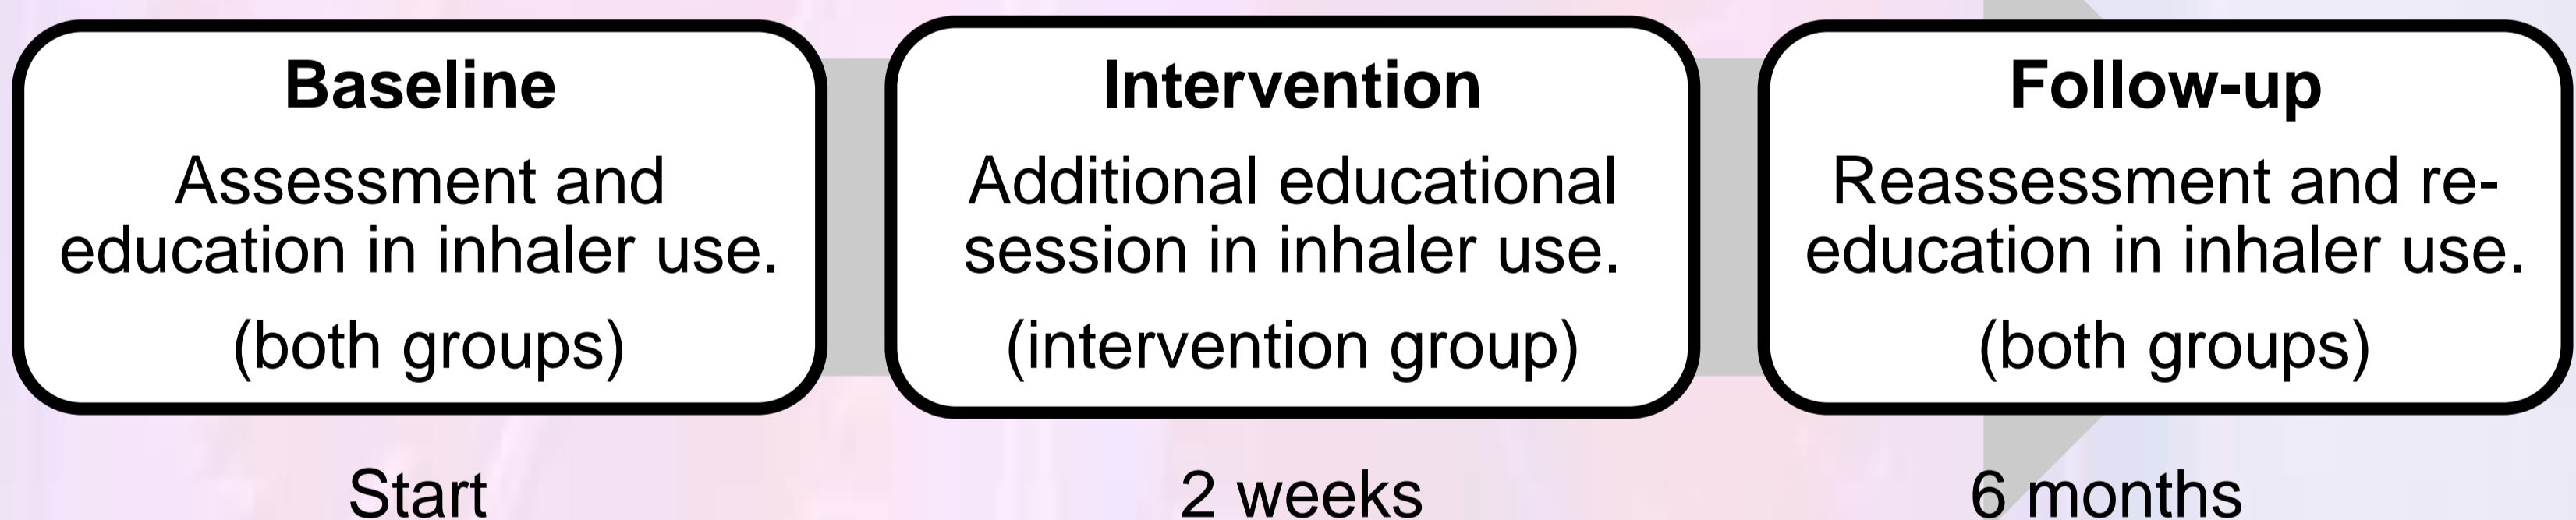 Baseline
Assessment and
education in inhaler use.
(both groups)
Intervention
Additional educational
session in inhaler use.
(intervention group)
Follow-up
Reassessment and re-
education in inhaler use.
(both groups)
Start
2 weeks
6 months